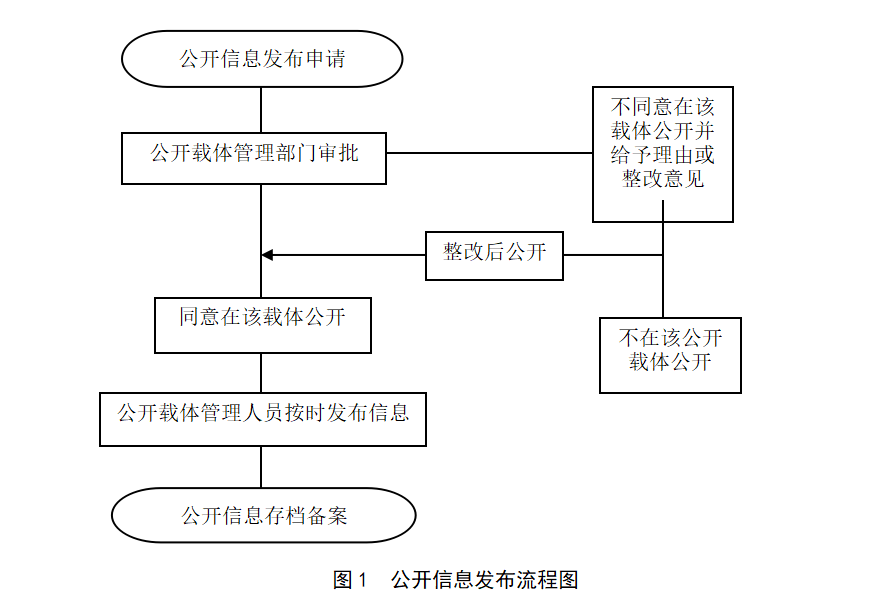 公开信息发布申请
公开载体管理部门审批
不同意在该
载体公开并
给予理由或
整改意见
整改后公开
同意在该载体公开
不在该公开
载体公开
公开载体管理人员按时发布信息
公开信息存档备案
图 1 公开信息发布流程图